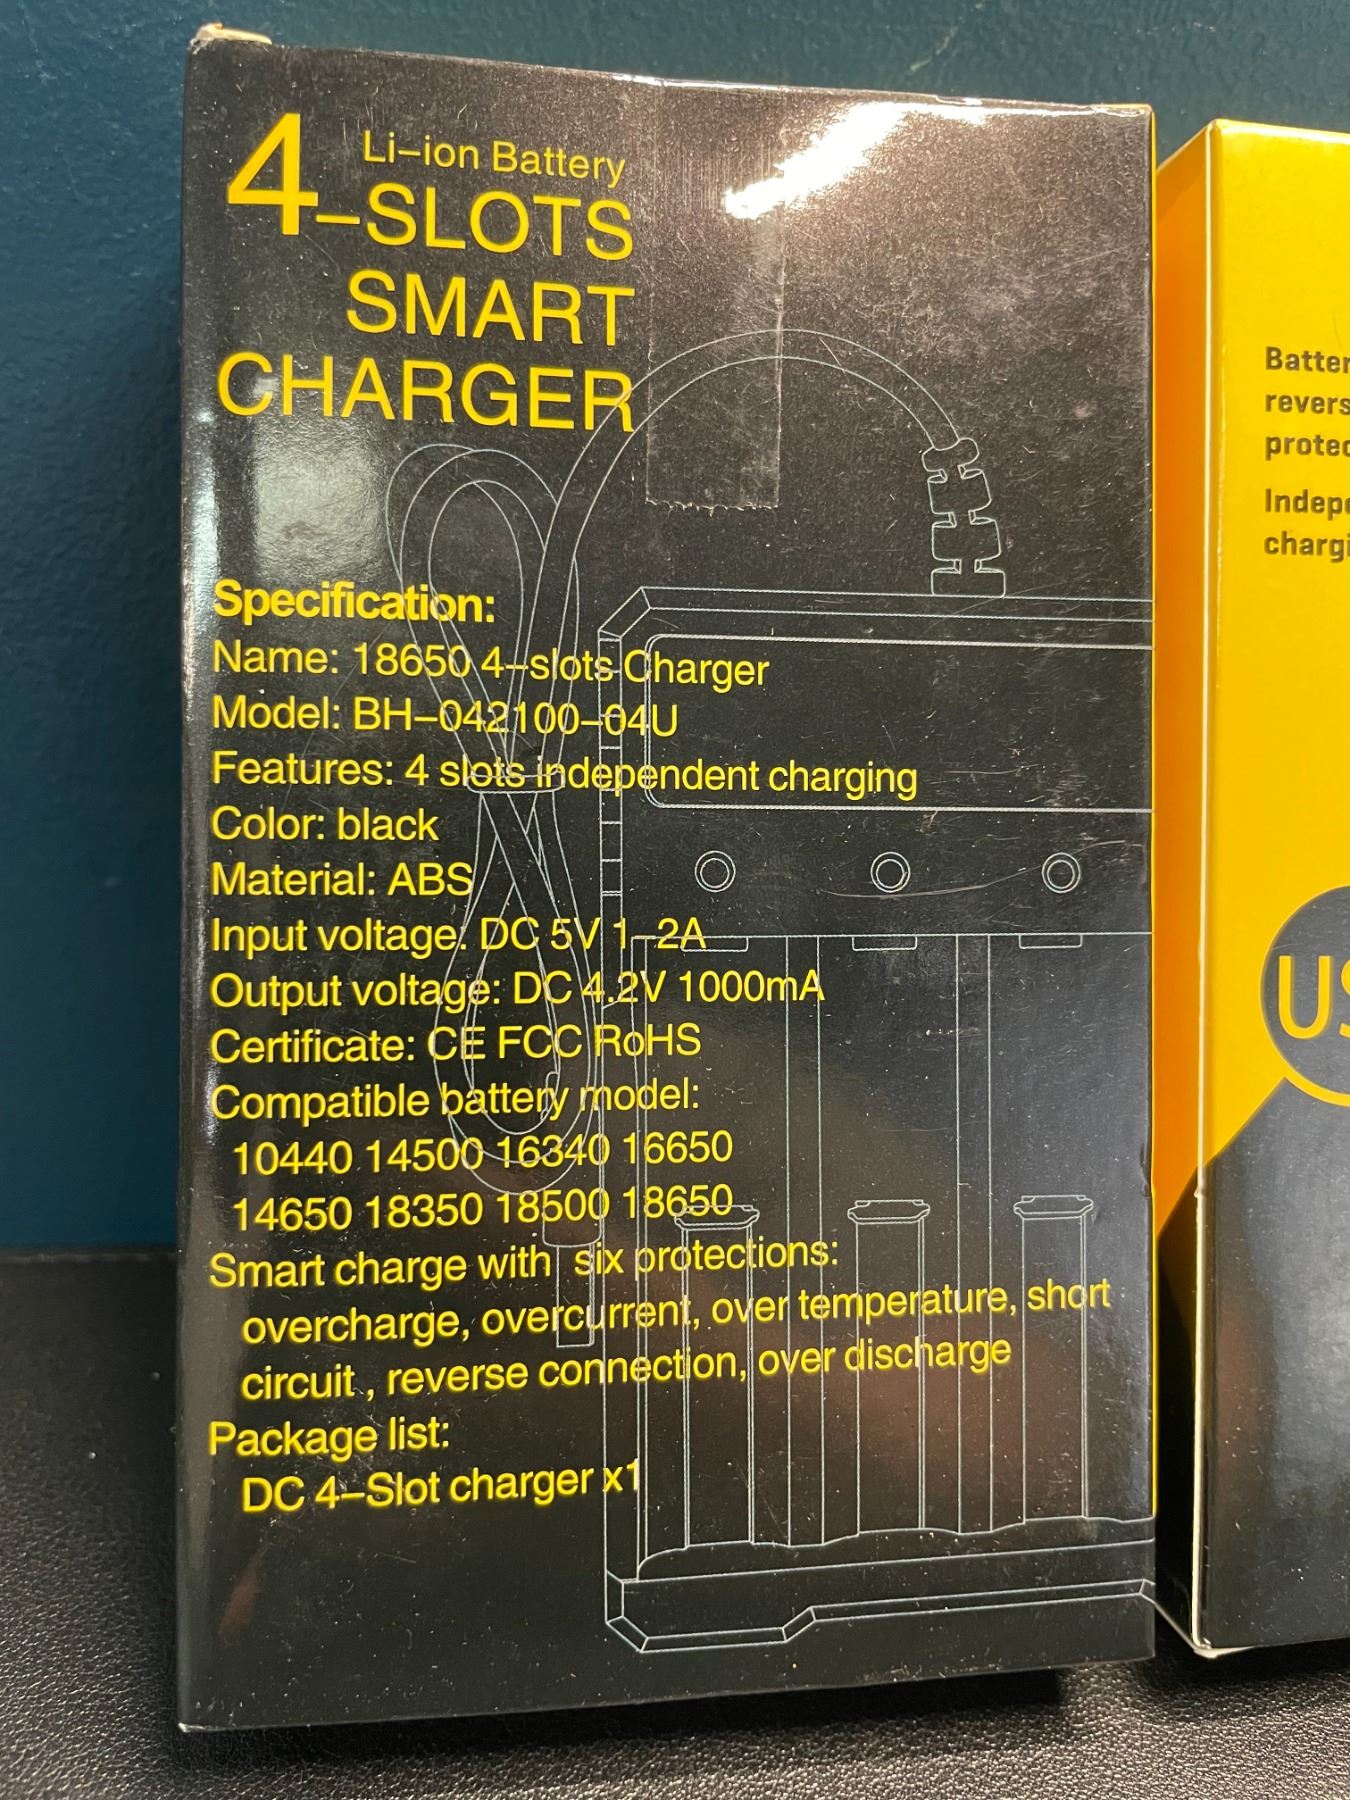 Li-ion Battery
4-SLOTS
SMART
CHARGER
Specification:
Name: 18650 4-slots Charger
Model: BH-042100-04U
Features: 4 slots independent charging
Color: black
Material: ABS
Input voltage: DC 5V 1-2A
Output voltage: DC 4.2V 1000mA
Certificate: CE FCC RoHS
Compatible battery model:
10440 14500 16340 16650
14650 18350 18500 18650
Smart charge with six protections:
overcharge, overcurrent, over temperature, short
circuit , reverse connection, over discharge
Package list:
DC 4-Slot charger x1